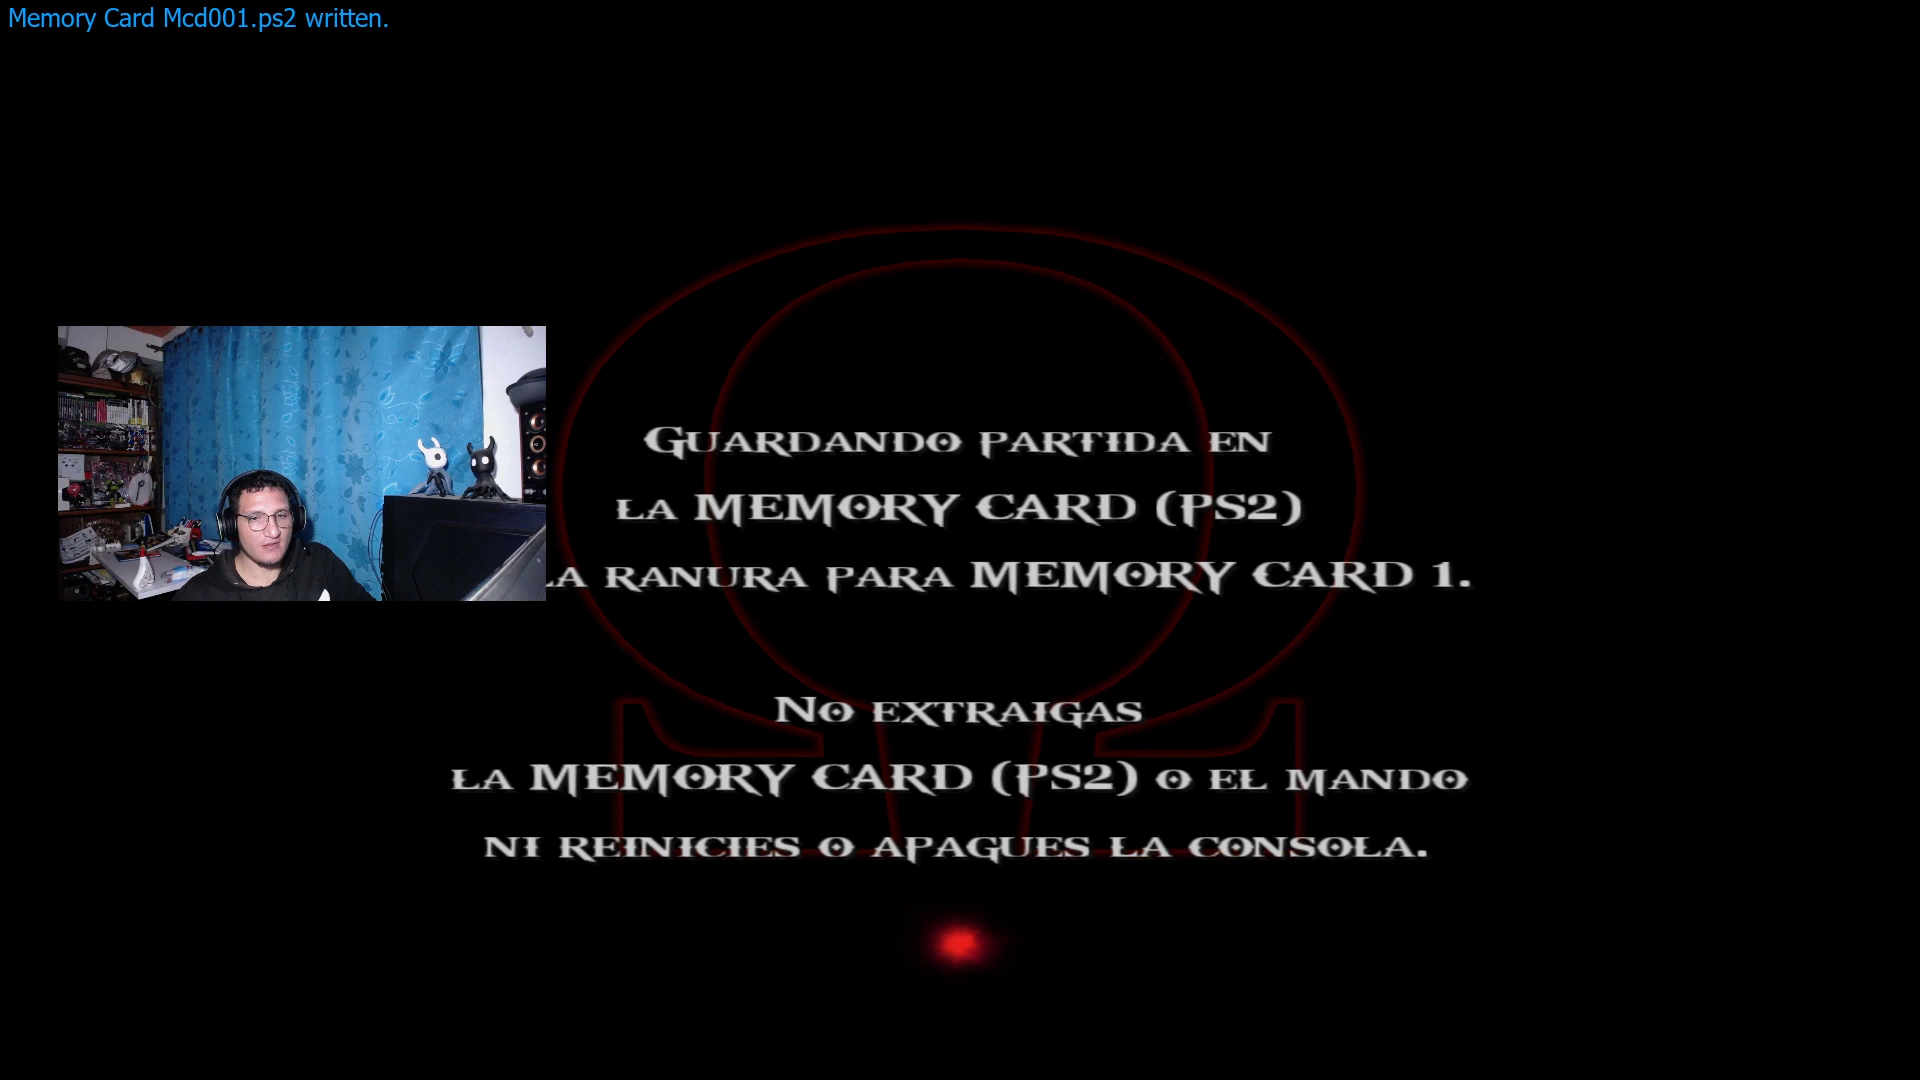 Memory Card Mcd001.ps2 written.
Guardando partida en
la MEMORY CARD (PS2)
la ranura para MEMORY CARD 1.
No extraigas
la MEMORY CARD (PS2) o el mando
ni reinicies o apagues la consola.